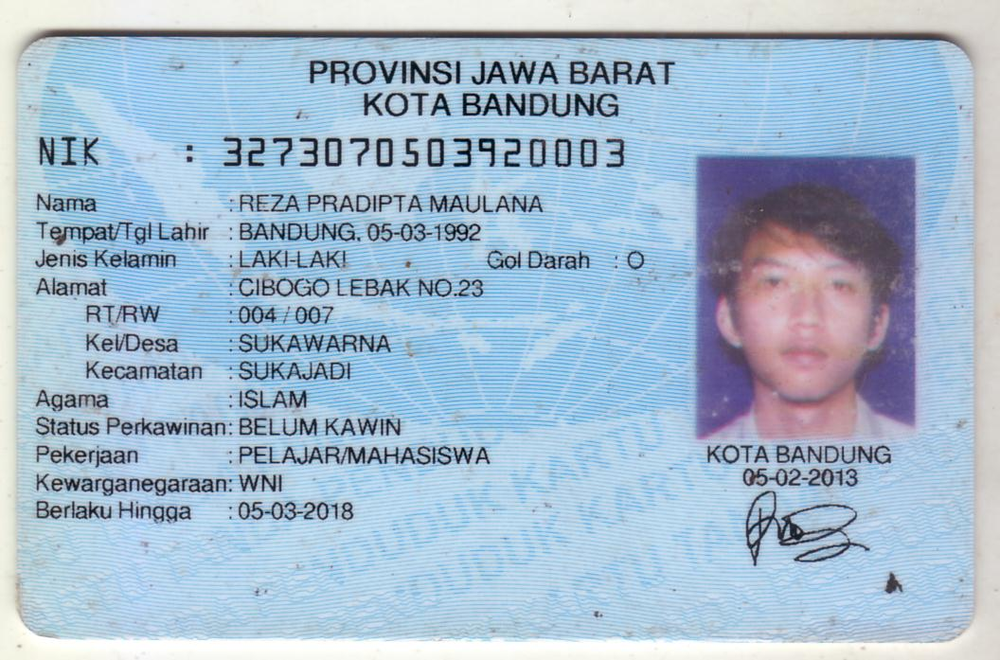 PROVINSI JAWA BARAT
KOTA BANDUNG
NIK : 3273070503920003
Nama : REZA PRADIPTA MAULANA
Tempat/Tgl Lahir : BANDUNG, 05-03-1992
Jenis Kelamin : LAKI-LAKI Gol Darah : O
Alamat : CIBOGO LEBAK NO.23
RT/RW : 004 / 007
Kel/Desa : SUKAWARNA
Kecamatan : SUKAJADI
Agama : ISLAM
Status Perkawinan: BELUM KAWIN
Pekerjaan : PELAJAR/MAHASISWA
Kewarganegaraan: WNI
Berlaku Hingga : 05-03-2018
KOTA BANDUNG
05-02-2013